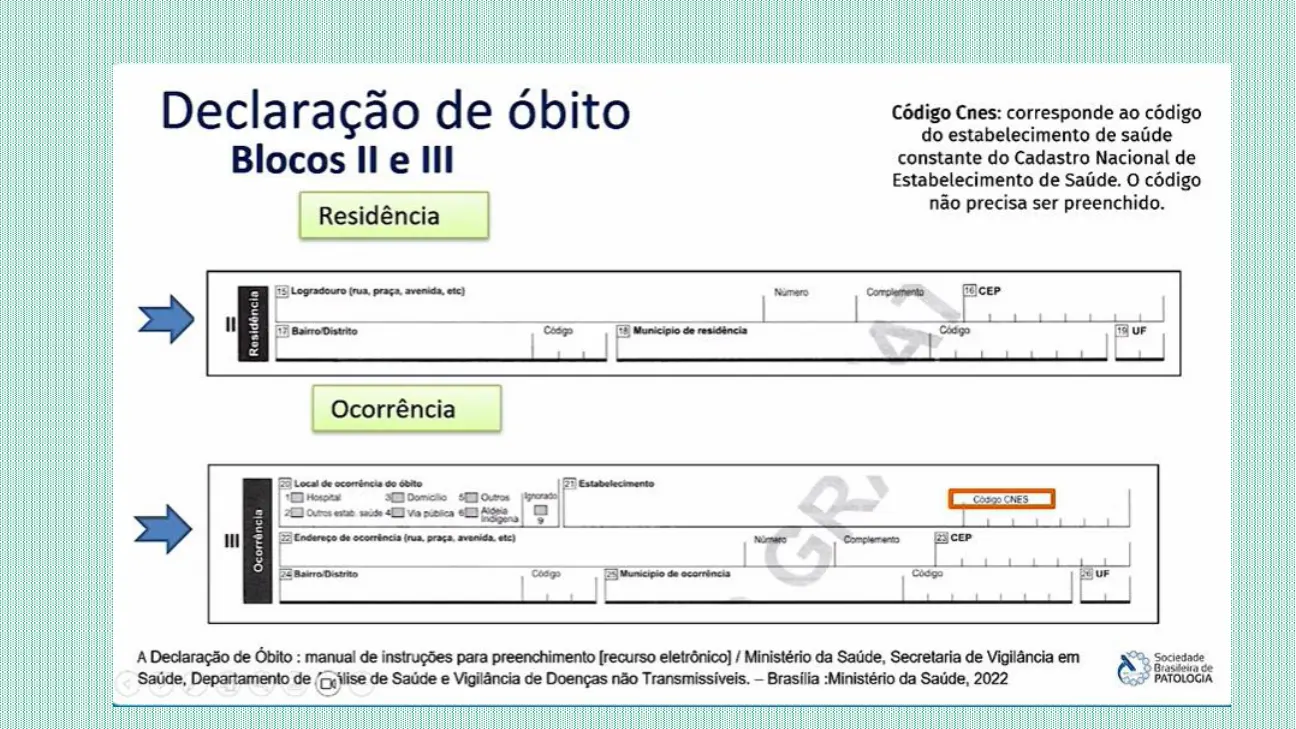 Declaração de óbito
Blocos II e III
Código Cnes: corresponde ao código
do estabelecimento de saúde
constante do Cadastro Nacional de
Estabelecimento de Saúde. O código
não precisa ser preenchido.
Residência
II
Residência
15 Logradouro (rua, praça, avenida, etc) Número Complemento 16 CEP
17 Bairro/Distrito Código 18 Município de residência Código 19 UF
Ocorrência
III
Ocorrência
20 Local de ocorrência do óbito 21 Estabelecimento
1 Hospital 3 Domicílio 5 Outros Ignorado Código CNES
2 Outros estab. saúde 4 Via pública 6 Aldeia
Indígena 9
22 Endereço de ocorrência (rua, praça, avenida, etc) Número Complemento 23 CEP
24 Bairro/Distrito Código 25 Município de ocorrência Código 26 UF
A Declaração de Óbito : manual de instruções para preenchimento [recurso eletrônico] / Ministério da Saúde, Secretaria de Vigilância em
Saúde, Departamento de Análise de Saúde e Vigilância de Doenças não Transmissíveis. – Brasília :Ministério da Saúde, 2022
Sociedade
Brasileira de
PATOLOGIA